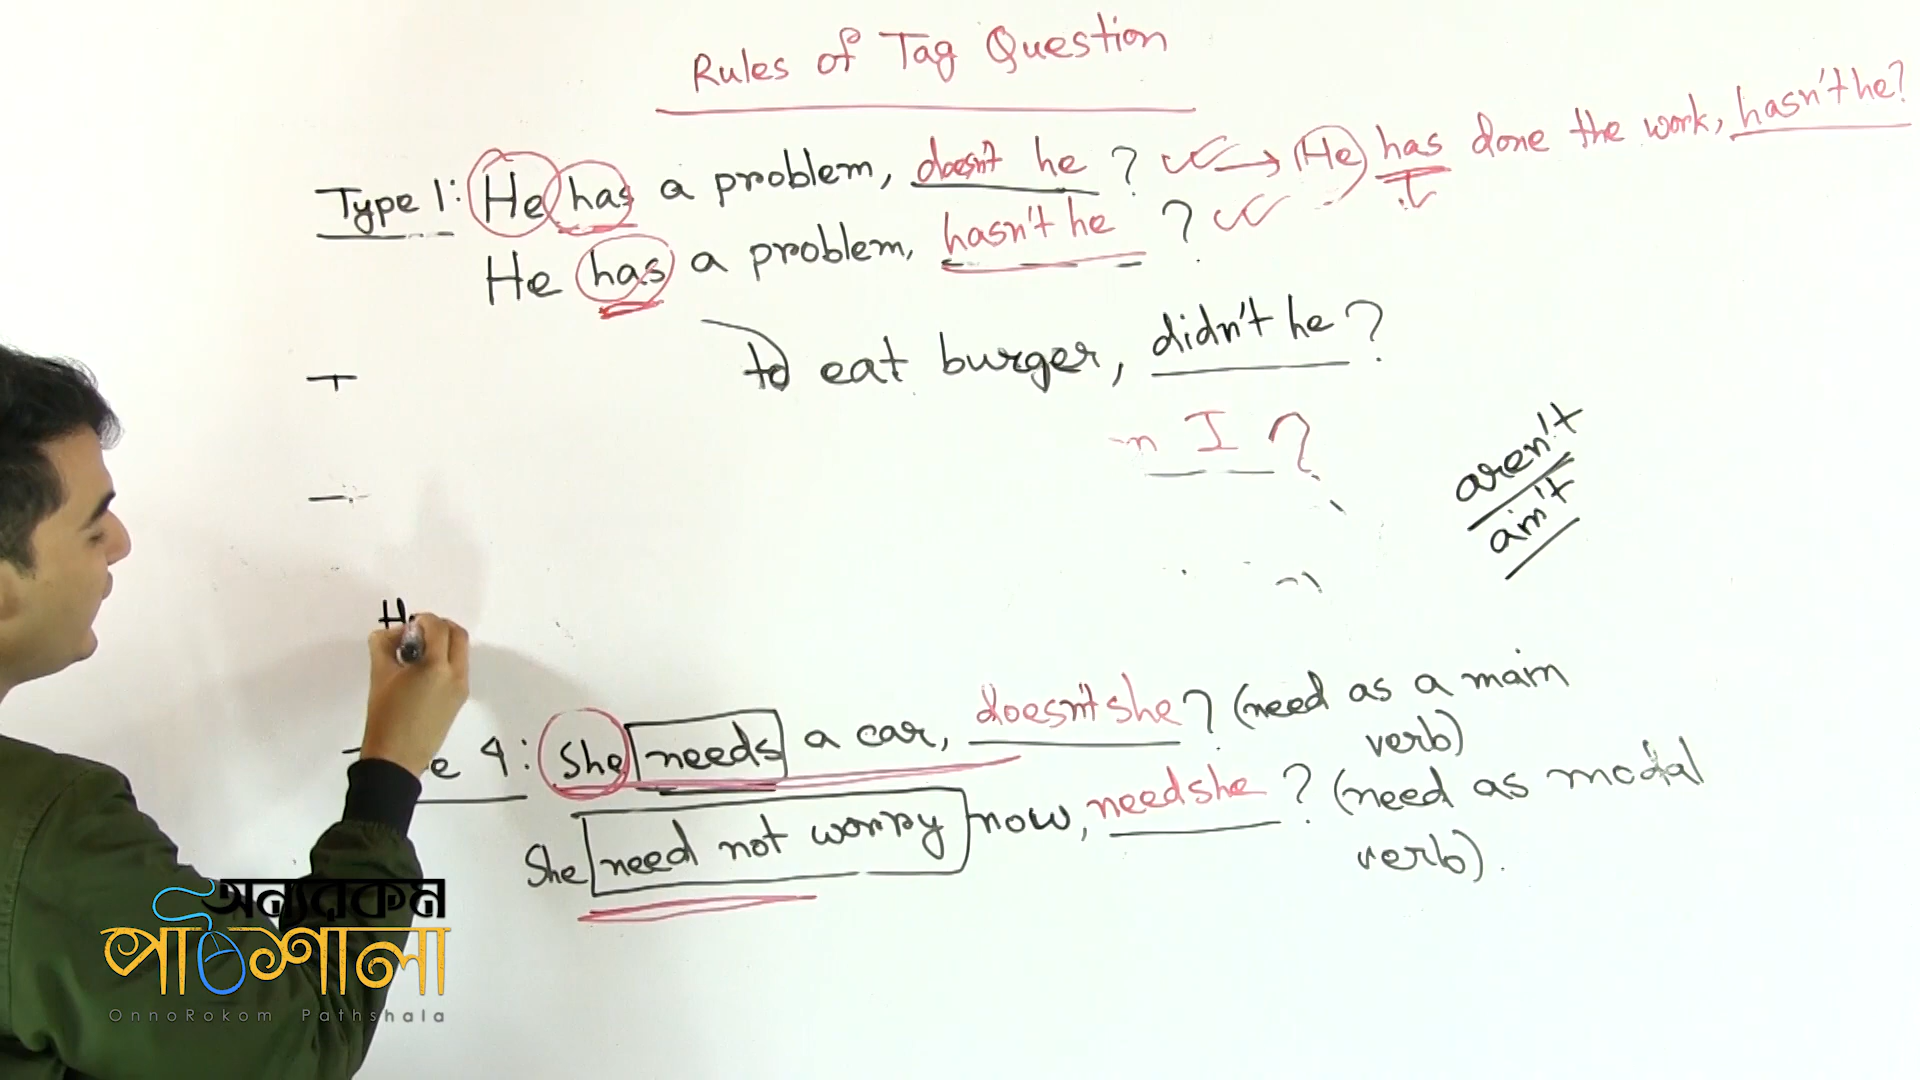 Rules of Tag Question
Type 1: He has a problem, doesn't he ? → He has done the work, hasn't he?
He has a problem, hasn't he ?
to eat burger, didn't he ?
I ?
aren't
ain't
4: She needs a car, doesn't she ? (need as a main
verb)
She need not worry now, need she ? (need as modal
verb).
অন্যরকম
পাঠশালা
OnnoRokom Pathshala